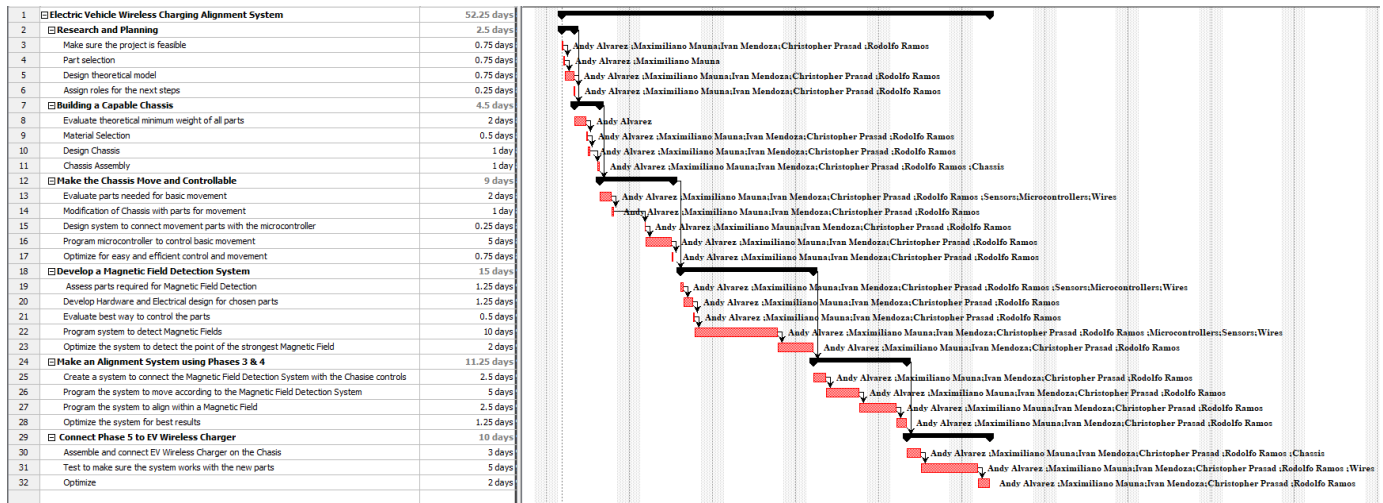 1 Electric Vehicle Wireless Charging Alignment System 52.25 days
2 Research and Planning 2.5 days
3 Make sure the project is feasible 0.75 days Andy Alvarez ;Maximiliano Mauna;Ivan Mendoza;Christopher Prasad ;Rodolfo Ramos
4 Part selection 0.75 days Andy Alvarez ;Maximiliano Mauna
5 Design theoretical model 0.75 days Andy Alvarez ;Maximiliano Mauna;Ivan Mendoza;Christopher Prasad ;Rodolfo Ramos
6 Assign roles for the next steps 0.25 days Andy Alvarez ;Maximiliano Mauna;Ivan Mendoza;Christopher Prasad ;Rodolfo Ramos
7 Building a Capable Chassis 4.5 days
8 Evaluate theoretical minimum weight of all parts 2 days Andy Alvarez
9 Material Selection 0.5 days Andy Alvarez ;Maximiliano Mauna;Ivan Mendoza;Christopher Prasad ;Rodolfo Ramos
10 Design Chassis 1 day Andy Alvarez ;Maximiliano Mauna;Ivan Mendoza;Christopher Prasad ;Rodolfo Ramos
11 Chassis Assembly 1 day Andy Alvarez ;Maximiliano Mauna;Ivan Mendoza;Christopher Prasad ;Rodolfo Ramos ;Chassis
12 Make the Chassis Move and Controllable 9 days
13 Evaluate parts needed for basic movement 2 days Andy Alvarez ;Maximiliano Mauna;Ivan Mendoza;Christopher Prasad ;Rodolfo Ramos ;Sensors;Microcontrollers;Wires
14 Modification of Chassis with parts for movement 1 day Andy Alvarez ;Maximiliano Mauna;Ivan Mendoza;Christopher Prasad ;Rodolfo Ramos
15 Design system to connect movement parts with the microcontroller 0.25 days Andy Alvarez ;Maximiliano Mauna;Ivan Mendoza;Christopher Prasad ;Rodolfo Ramos
16 Program microcontroller to control basic movement 5 days Andy Alvarez ;Maximiliano Mauna;Ivan Mendoza;Christopher Prasad ;Rodolfo Ramos
17 Optimize for easy and efficient control and movement 0.75 days Andy Alvarez ;Maximiliano Mauna;Ivan Mendoza;Christopher Prasad ;Rodolfo Ramos
18 Develop a Magnetic Field Detection System 15 days
19 Assess parts required for Magnetic Field Detection 1.25 days Andy Alvarez ;Maximiliano Mauna;Ivan Mendoza;Christopher Prasad ;Rodolfo Ramos ;Sensors;Microcontrollers;Wires
20 Develop Hardware and Electrical design for chosen parts 1.25 days Andy Alvarez ;Maximiliano Mauna;Ivan Mendoza;Christopher Prasad ;Rodolfo Ramos
21 Evaluate best way to control the parts 0.5 days Andy Alvarez ;Maximiliano Mauna;Ivan Mendoza;Christopher Prasad ;Rodolfo Ramos
22 Program system to detect Magnetic Fields 10 days Andy Alvarez ;Maximiliano Mauna;Ivan Mendoza;Christopher Prasad ;Rodolfo Ramos ;Microcontrollers;Sensors;Wires
23 Optimize the system to detect the point of the strongest Magnetic Field 2 days Andy Alvarez ;Maximiliano Mauna;Ivan Mendoza;Christopher Prasad ;Rodolfo Ramos
24 Make an Alignment System using Phases 3 & 4 11.25 days
25 Create a system to connect the Magnetic Field Detection System with the Chasise controls 2.5 days Andy Alvarez ;Maximiliano Mauna;Ivan Mendoza;Christopher Prasad ;Rodolfo Ramos
26 Program the system to move according to the Magnetic Field Detection System 5 days Andy Alvarez ;Maximiliano Mauna;Ivan Mendoza;Christopher Prasad ;Rodolfo Ramos
27 Program the system to align within a Magnetic Field 2.5 days Andy Alvarez ;Maximiliano Mauna;Ivan Mendoza;Christopher Prasad ;Rodolfo Ramos
28 Optimize the system for best results 1.25 days Andy Alvarez ;Maximiliano Mauna;Ivan Mendoza;Christopher Prasad ;Rodolfo Ramos
29 Connect Phase 5 to EV Wireless Charger 10 days
30 Assemble and connect EV Wireless Charger on the Chasis 3 days Andy Alvarez ;Maximiliano Mauna;Ivan Mendoza;Christopher Prasad ;Rodolfo Ramos ;Chassis
31 Test to make sure the system works with the new parts 5 days Andy Alvarez ;Maximiliano Mauna;Ivan Mendoza;Christopher Prasad ;Rodolfo Ramos ;Wires
32 Optimize 2 days Andy Alvarez ;Maximiliano Mauna;Ivan Mendoza;Christopher Prasad ;Rodolfo Ramos